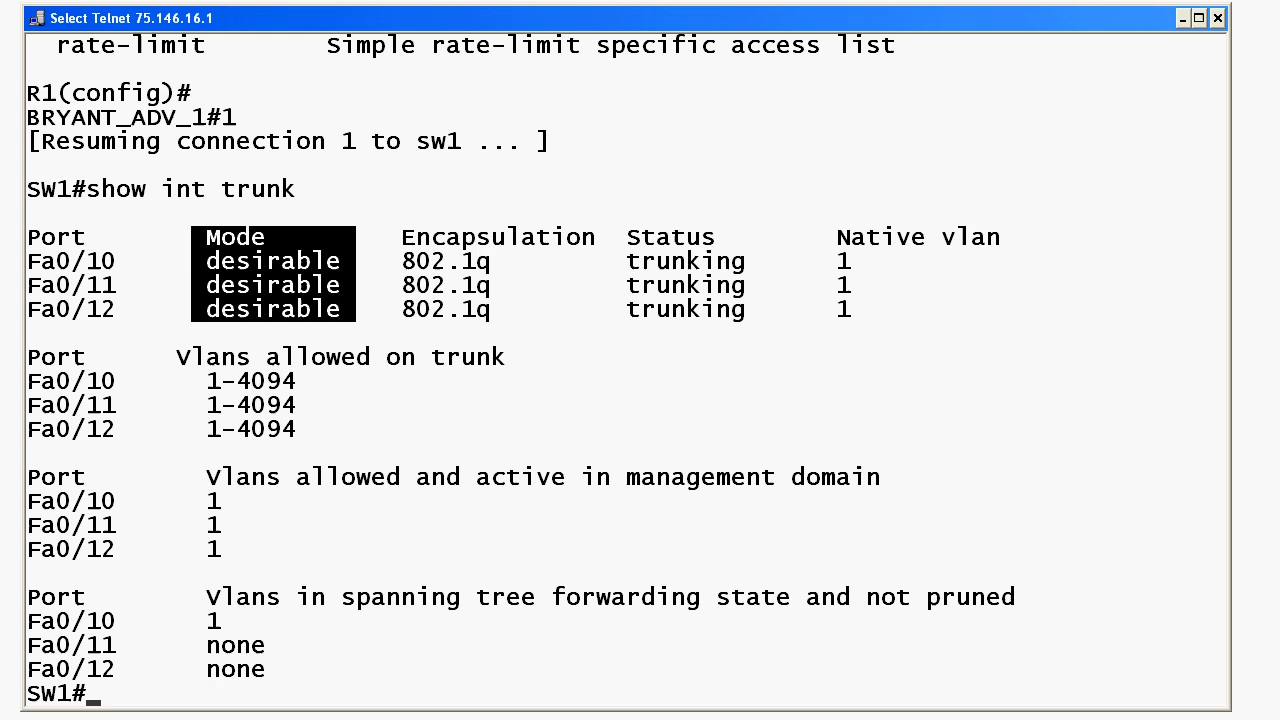 Select Telnet 75.146.16.1
rate-limit Simple rate-limit specific access list
R1(config)#
BRYANT_ADV_1#1
[Resuming connection 1 to sw1 ... ]
SW1#show int trunk
Port Mode Encapsulation Status Native vlan
Fa0/10 desirable 802.1q trunking 1
Fa0/11 desirable 802.1q trunking 1
Fa0/12 desirable 802.1q trunking 1
Port Vlans allowed on trunk
Fa0/10 1-4094
Fa0/11 1-4094
Fa0/12 1-4094
Port Vlans allowed and active in management domain
Fa0/10 1
Fa0/11 1
Fa0/12 1
Port Vlans in spanning tree forwarding state and not pruned
Fa0/10 1
Fa0/11 none
Fa0/12 none
SW1#_